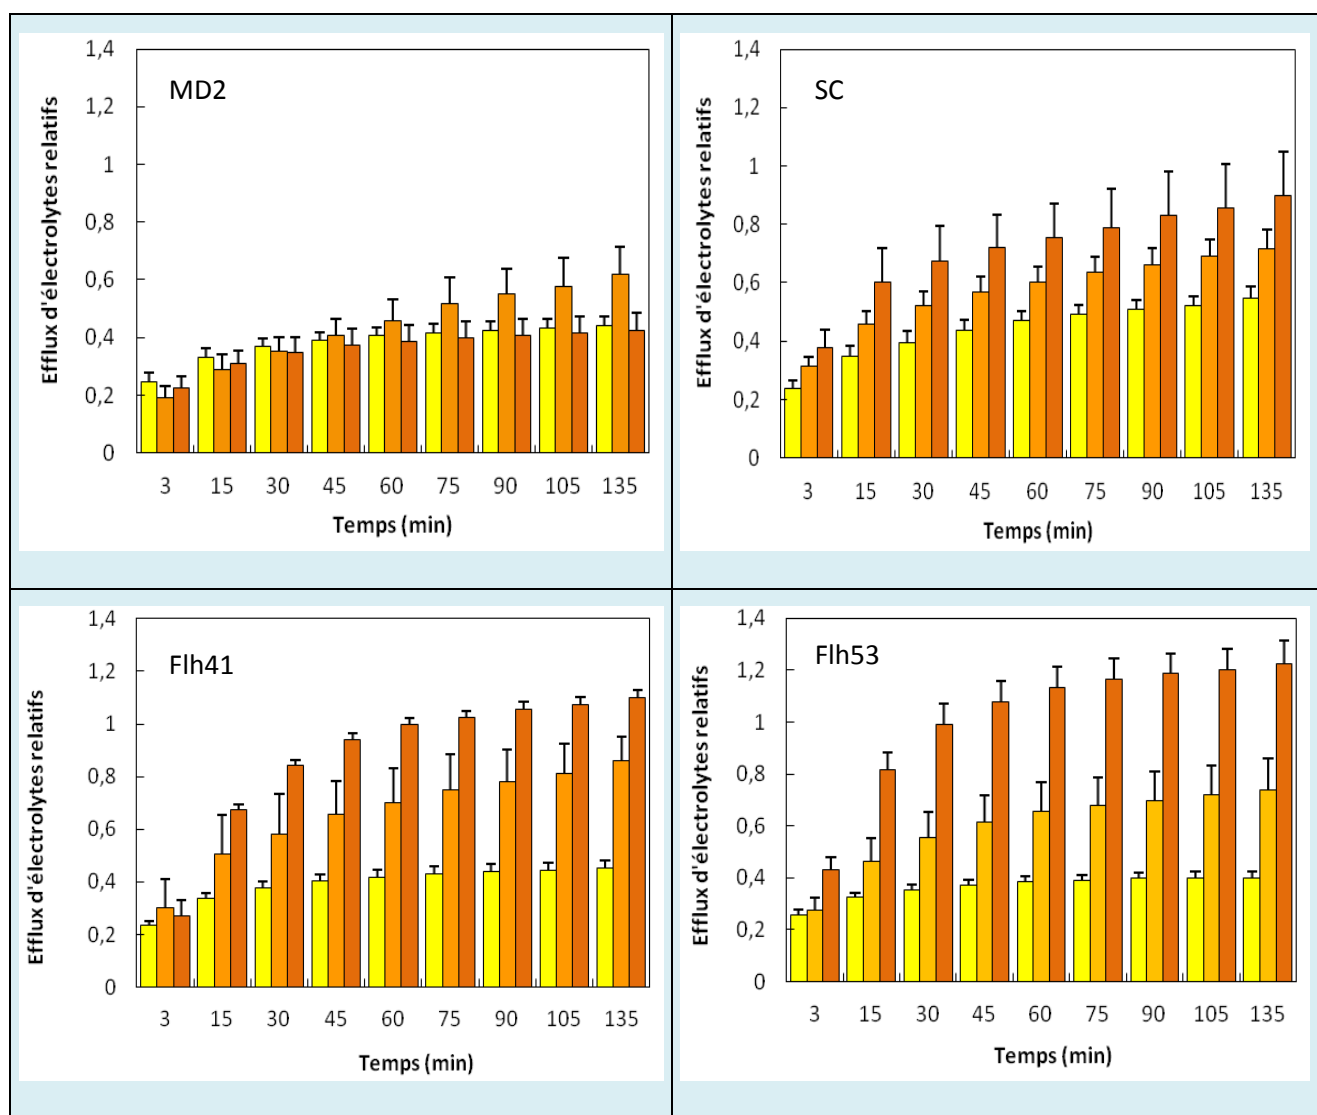 MD2
Efflux d'électrolytes relatifs
1,4
1,2
1
0,8
0,6
0,4
0,2
0
3 15 30 45 60 75 90 105 135
Temps (min)
SC
Efflux d'électrolytes relatifs
1,4
1,2
1
0,8
0,6
0,4
0,2
0
3 15 30 45 60 75 90 105 135
Temps (min)
Flh41
Efflux d'électrolytes relatifs
1,4
1,2
1
0,8
0,6
0,4
0,2
0
3 15 30 45 60 75 90 105 135
Temps (min)
Flh53
Efflux d'électrolytes relatifs
1,4
1,2
1
0,8
0,6
0,4
0,2
0
3 15 30 45 60 75 90 105 135
Temps (min)